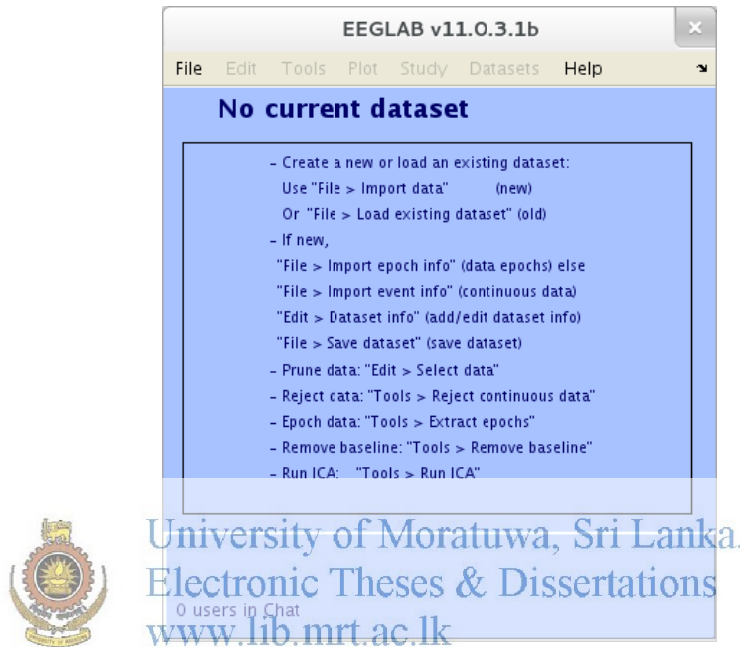 EEGLAB v11.0.3.1b
File Edit Tools Plot Study Datasets Help
No current dataset
- Create a new or load an existing dataset:
Use "File > Import data" (new)
Or "File > Load existing dataset" (old)
- If new,
"File > Import epoch info" (data epochs) else
"File > Import event info" (continuous data)
"Edit > Dataset info" (add/edit dataset info)
"File > Save dataset" (save dataset)
- Prune data: "Edit > Select data"
- Reject data: "Tools > Reject continuous data"
- Epoch data: "Tools > Extract epochs"
- Remove baseline: "Tools > Remove baseline"
- Run ICA: "Tools > Run ICA"
University of Moratuwa, Sri Lanka.
Electronic Theses & Dissertations
0 users in Chat
www.lib.mrt.ac.lk